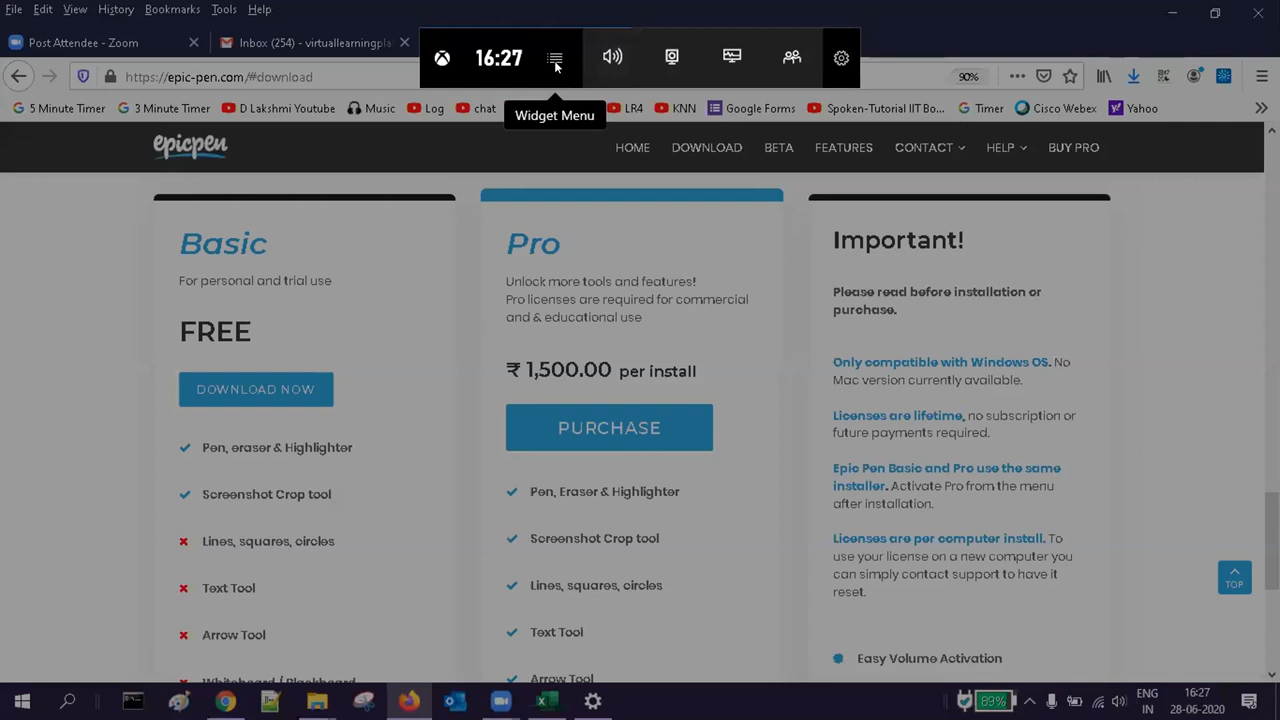 File Edit View History Bookmarks Tools Help
Post Attendee - Zoom
Inbox (254) - virtuallearningpla
16:27
https://epic-pen.com/#download
90%
5 Minute Timer
3 Minute Timer
D Lakshmi Youtube
Music
Log
chat
LR4
KNN
Google Forms
Spoken-Tutorial IIT Bo...
Timer
Cisco Webex
Yahoo
Widget Menu
epicpen
HOME
DOWNLOAD
BETA
FEATURES
CONTACT
HELP
BUY PRO
Basic
For personal and trial use
FREE
DOWNLOAD NOW
Pen, eraser & Highlighter
Screenshot Crop tool
Lines, squares, circles
Text Tool
Arrow Tool
Whiteboard / Blackboard
Pro
Unlock more tools and features!
Pro licenses are required for commercial
and & educational use
₹ 1,500.00 per install
PURCHASE
Pen, Eraser & Highlighter
Screenshot Crop tool
Lines, squares, circles
Text Tool
Arrow Tool
Important!
Please read before installation or
purchase.
Only compatible with Windows OS. No
Mac version currently available.
Licenses are lifetime, no subscription or
future payments required.
Epic Pen Basic and Pro use the same
installer. Activate Pro from the menu
after installation.
Licenses are per computer install. To
use your license on a new computer you
can simply contact support to have it
reset.
Easy Volume Activation
TOP
89%
ENG
IN
16:27
28-06-2020